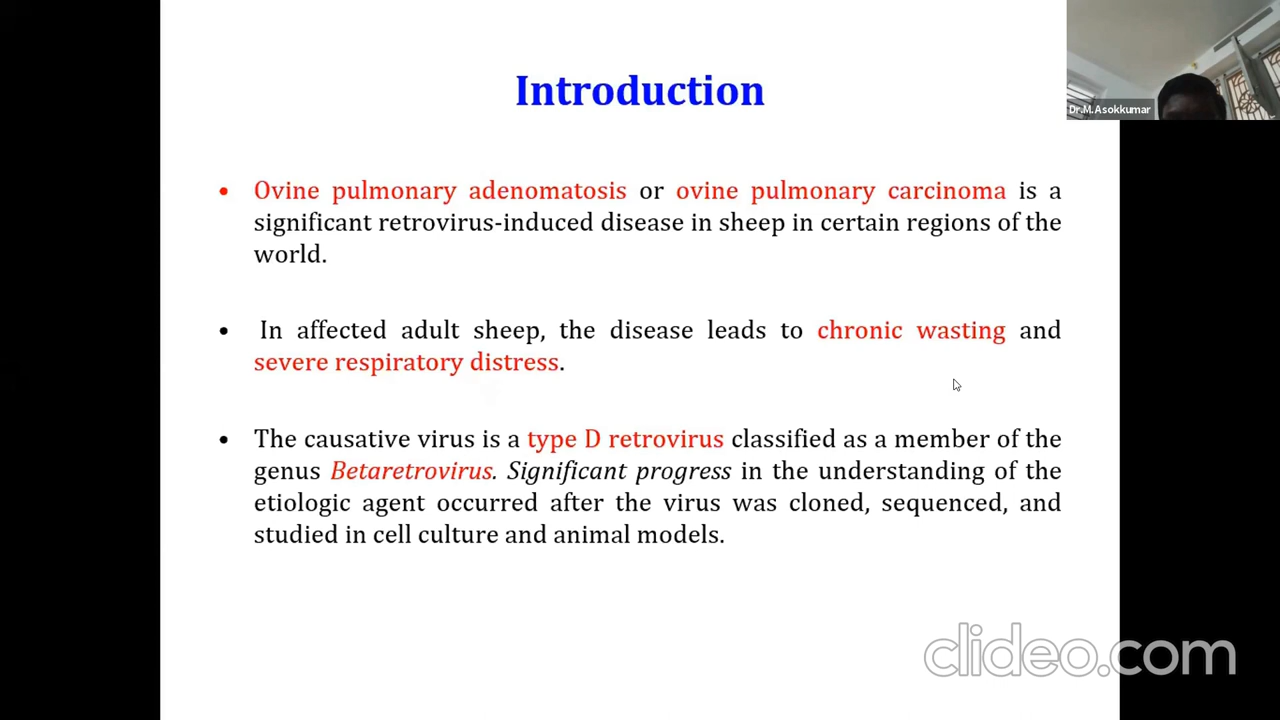 Introduction
Dr.M.Asokkumar
• Ovine pulmonary adenomatosis or ovine pulmonary carcinoma is a
significant retrovirus-induced disease in sheep in certain regions of the
world.
• In affected adult sheep, the disease leads to chronic wasting and
severe respiratory distress.
• The causative virus is a type D retrovirus classified as a member of the
genus Betaretrovirus. Significant progress in the understanding of the
etiologic agent occurred after the virus was cloned, sequenced, and
studied in cell culture and animal models.
clideo.com